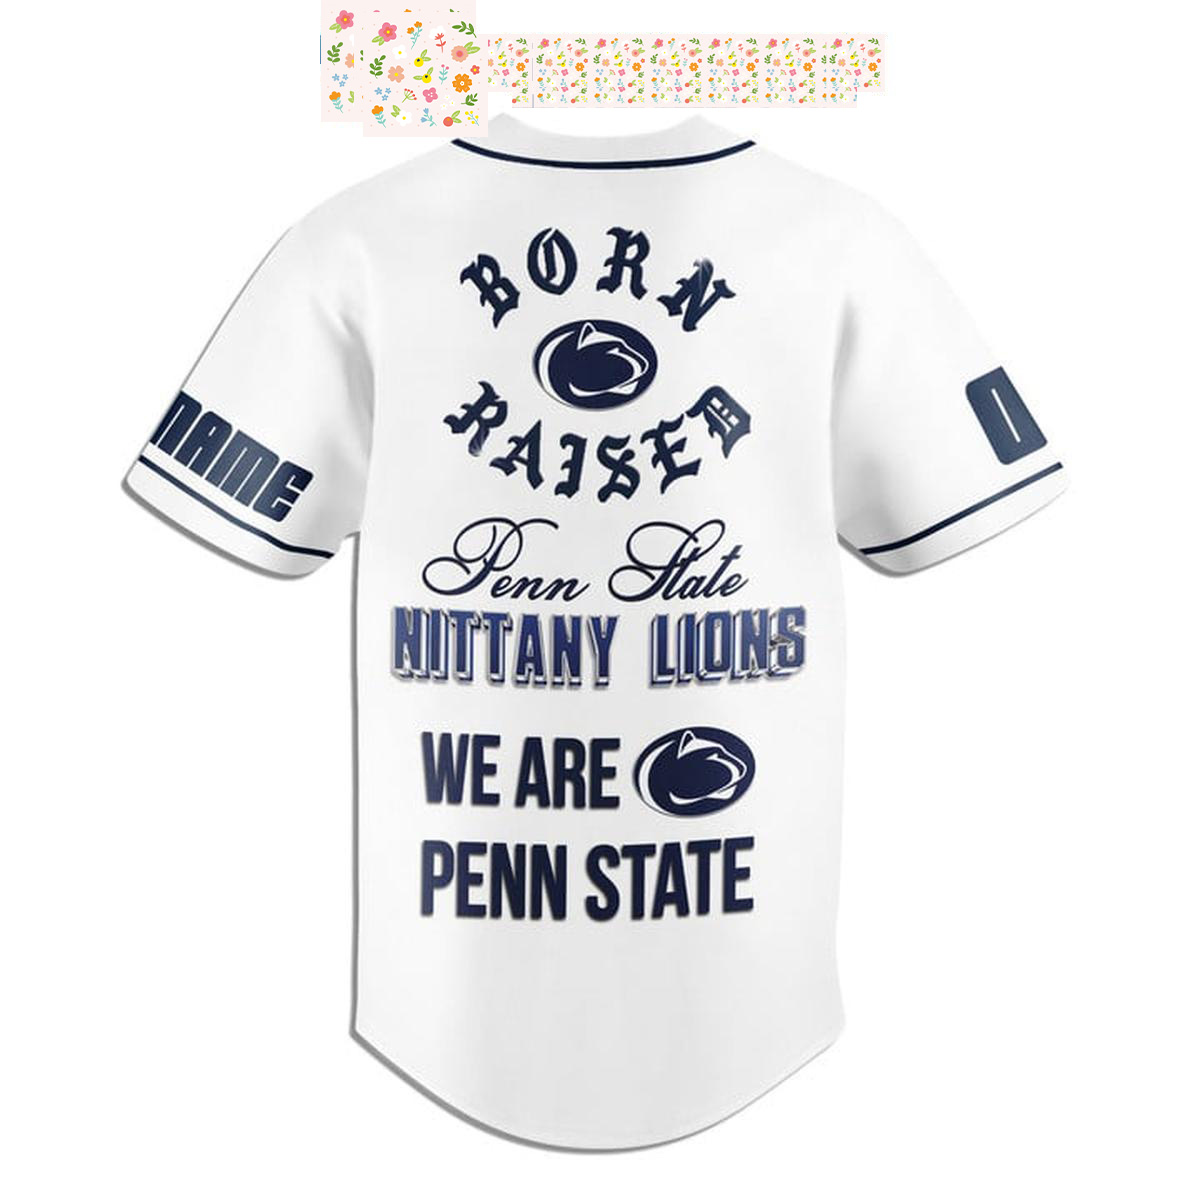 BORN
RAISED
NAME
0
Penn State
NITTANY LIONS
WE ARE
PENN STATE